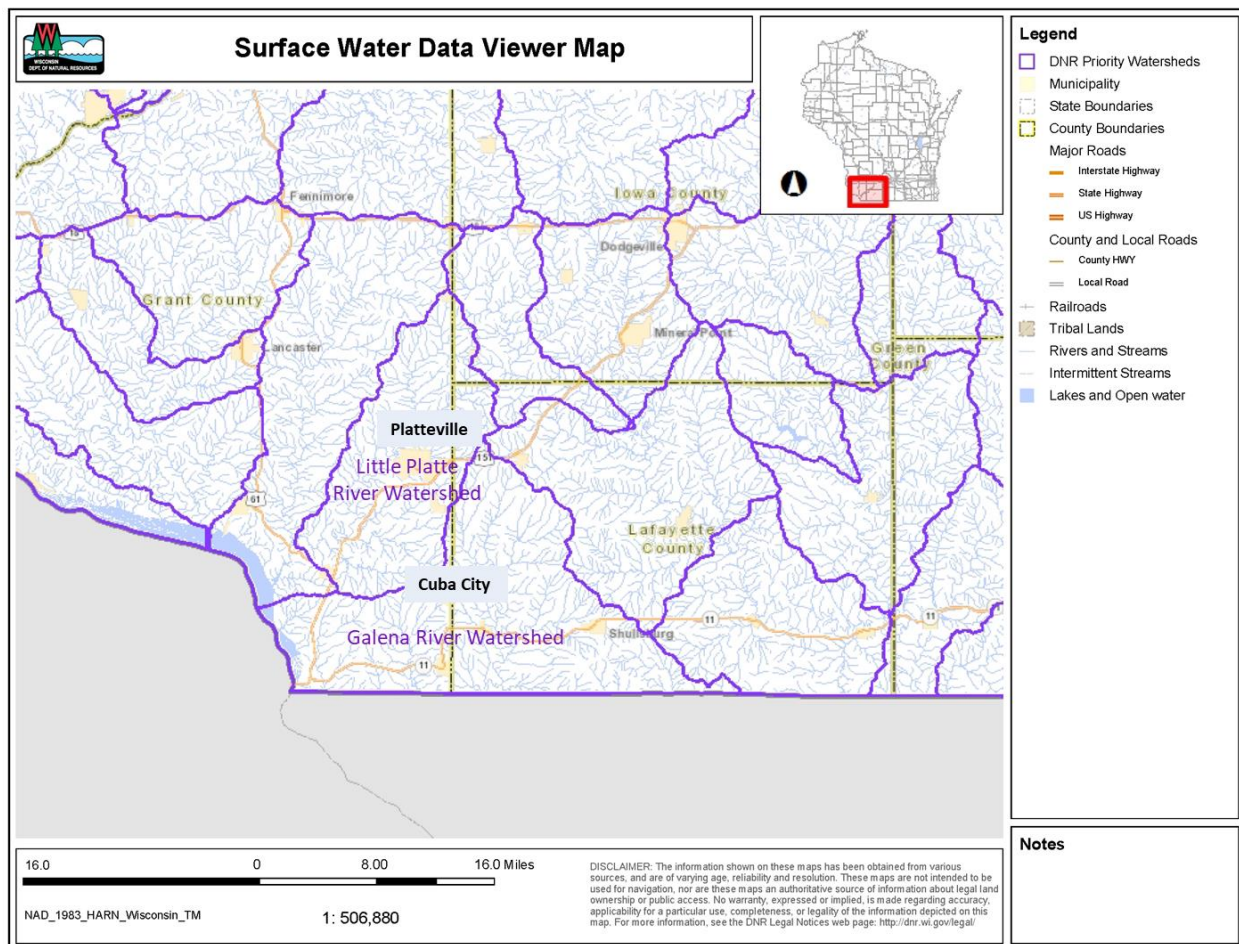 WISCONSIN
DEPT. OF NATURAL RESOURCES
Surface Water Data Viewer Map
Fennimore
Iowa County
Dodgeville
Grant County
Mineral Point
Lancaster
Green
County
Platteville
151
Little Platte
River Watershed
61
Lafayette
County
Cuba City
Galena River Watershed
Shullsburg
11
11
11
Legend
DNR Priority Watersheds
Municipality
State Boundaries
County Boundaries
Major Roads
Interstate Highway
State Highway
US Highway
County and Local Roads
County HWY
Local Road
Railroads
Tribal Lands
Rivers and Streams
Intermittent Streams
Lakes and Open water
Notes
16.0 0 8.00 16.0 Miles
NAD_1983_HARN_Wisconsin_TM
1: 506,880
DISCLAIMER: The information shown on these maps has been obtained from various
sources, and are of varying age, reliability and resolution. These maps are not intended to be
used for navigation, nor are these maps an authoritative source of information about legal land
ownership or public access. No warranty, expressed or implied, is made regarding accuracy,
applicability for a particular use, completeness, or legality of the information depicted on this
map. For more information, see the DNR Legal Notices web page: http://dnr.wi.gov/legal/